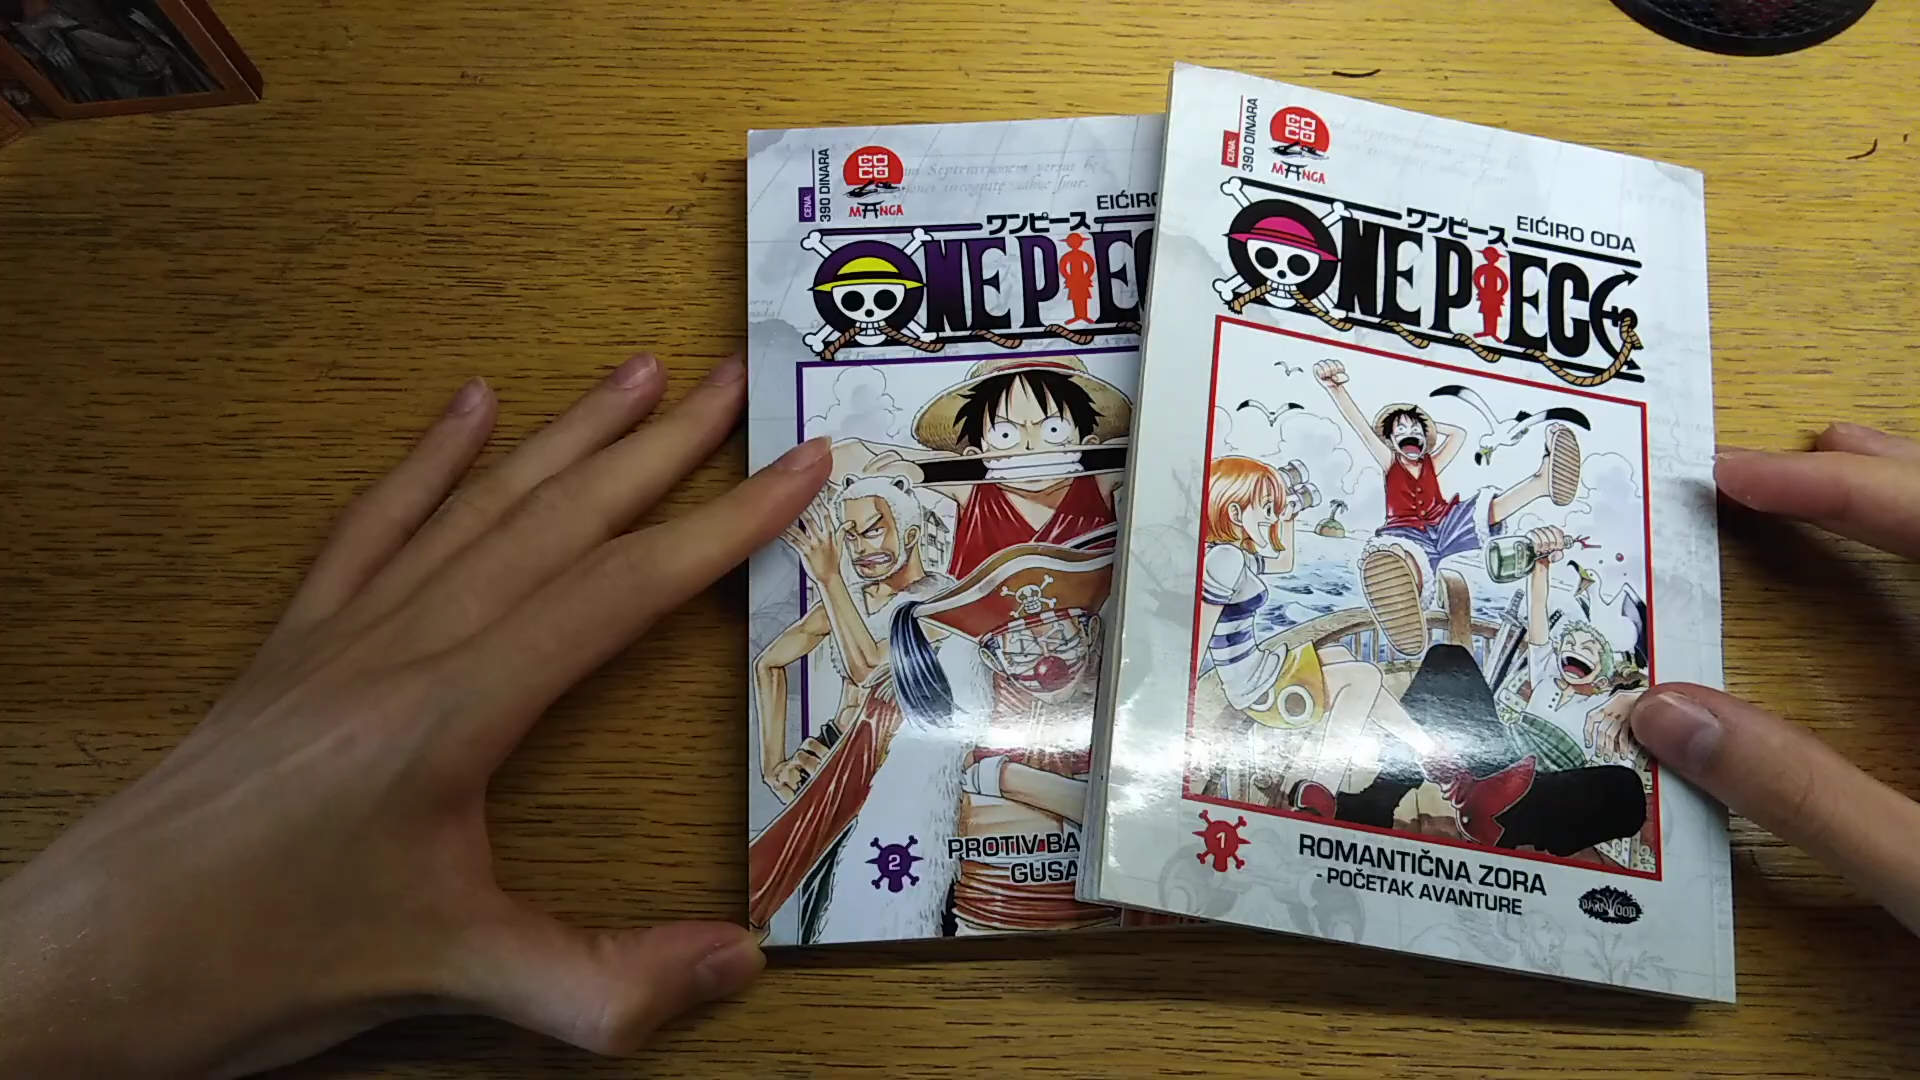 CENA:
390 DINARA
COCO
MANGA
EIĆIRO
ワンピース
ONE PIEC
2
PROTIV BA
GUSA
CENA:
390 DINARA
COCO
MANGA
EIĆIRO ODA
ワンピース
ONE PIECE
1
ROMANTIČNA ZORA
- POČETAK AVANTURE
DARKWOOD